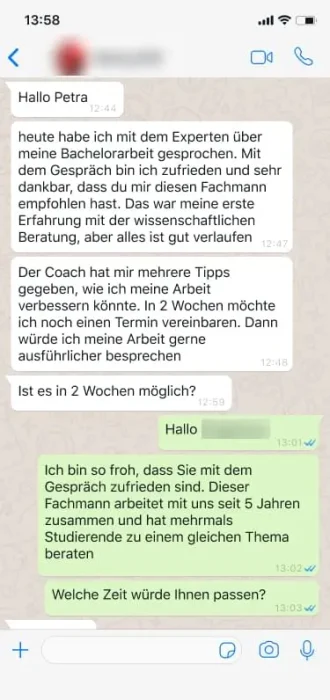 13:58
Hallo Petra
12:44
heute habe ich mit dem Experten über
meine Bachelorarbeit gesprochen. Mit
dem Gespräch bin ich zufrieden und sehr
dankbar, dass du mir diesen Fachmann
empfohlen hast. Das war meine erste
Erfahrung mit der wissenschaftlichen
Beratung, aber alles ist gut verlaufen
12:47
Der Coach hat mir mehrere Tipps
gegeben, wie ich meine Arbeit
verbessern könnte. In 2 Wochen möchte
ich noch einen Termin vereinbaren. Dann
würde ich meine Arbeit gerne
ausführlicher besprechen
12:48
Ist es in 2 Wochen möglich?
12:59
Hallo
13:01
Ich bin so froh, dass Sie mit dem
Gespräch zufrieden sind. Dieser
Fachmann arbeitet mit uns seit 5 Jahren
zusammen und hat mehrmals
Studierende zu einem gleichen Thema
beraten
13:02
Welche Zeit würde Ihnen passen?
13:03